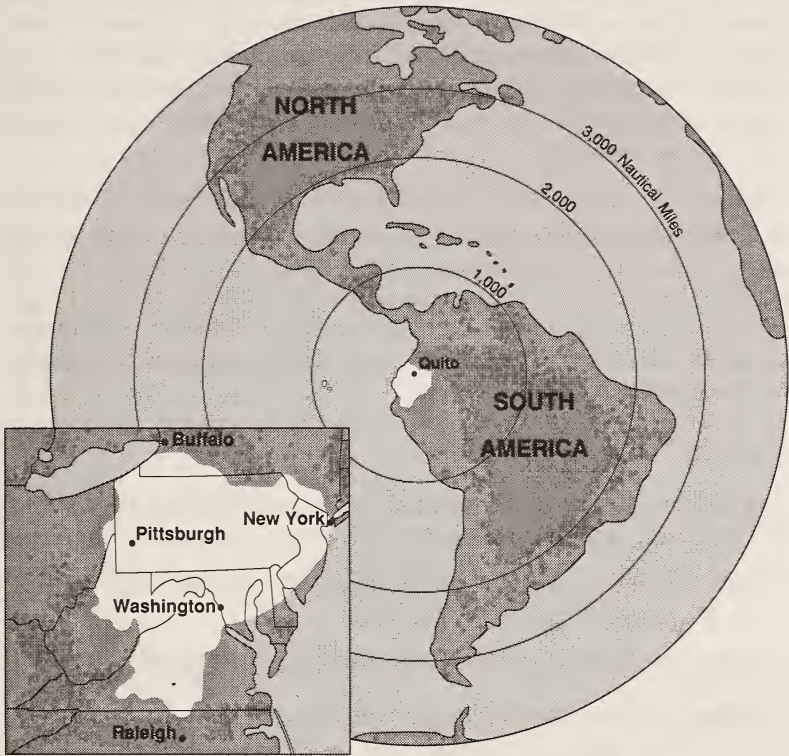 NORTH
AMERICA
3,000 Nautical Miles
2,000
1,000
Quito
SOUTH
AMERICA
Buffalo
New York
Pittsburgh
Washington
Raleigh